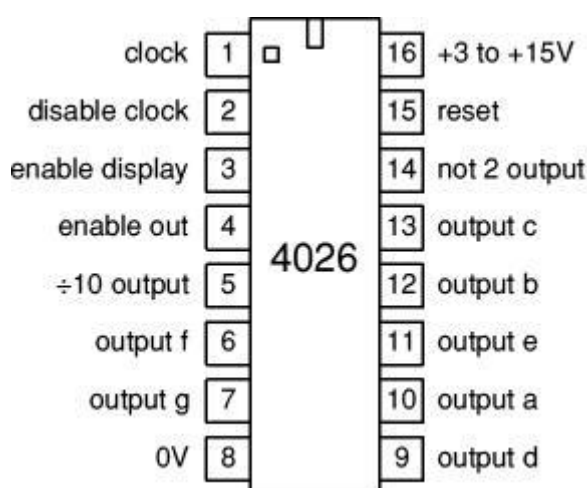 clock 1 16 +3 to +15V
disable clock 2 15 reset
enable display 3 14 not 2 output
enable out 4 13 output c
4026
÷10 output 5 12 output b
output f 6 11 output e
output g 7 10 output a
0V 8 9 output d